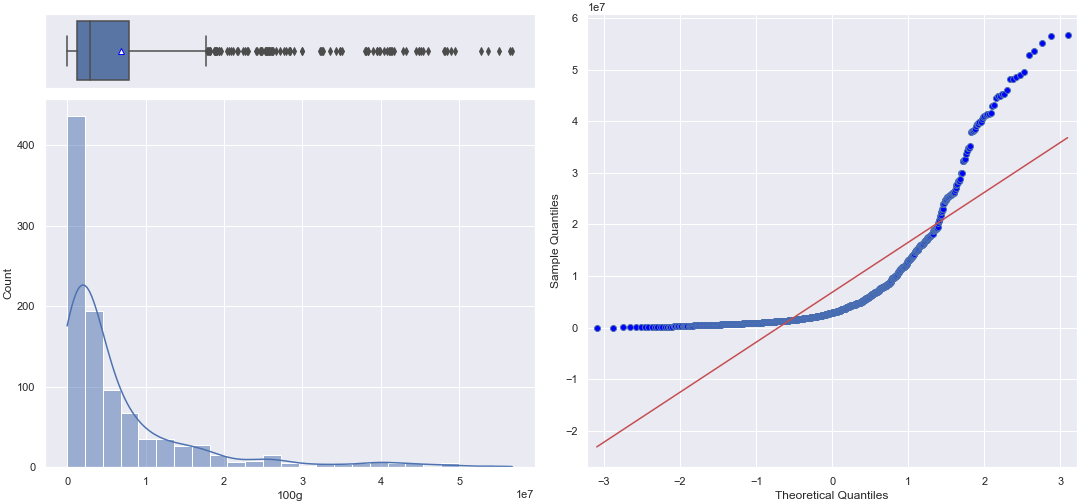 400
300
200
100
0
Count
0 1 2 3 4 5
1e7
100g
1e7
6
5
4
3
2
1
0
−1
−2
Sample Quantiles
−3 −2 −1 0 1 2 3
Theoretical Quantiles